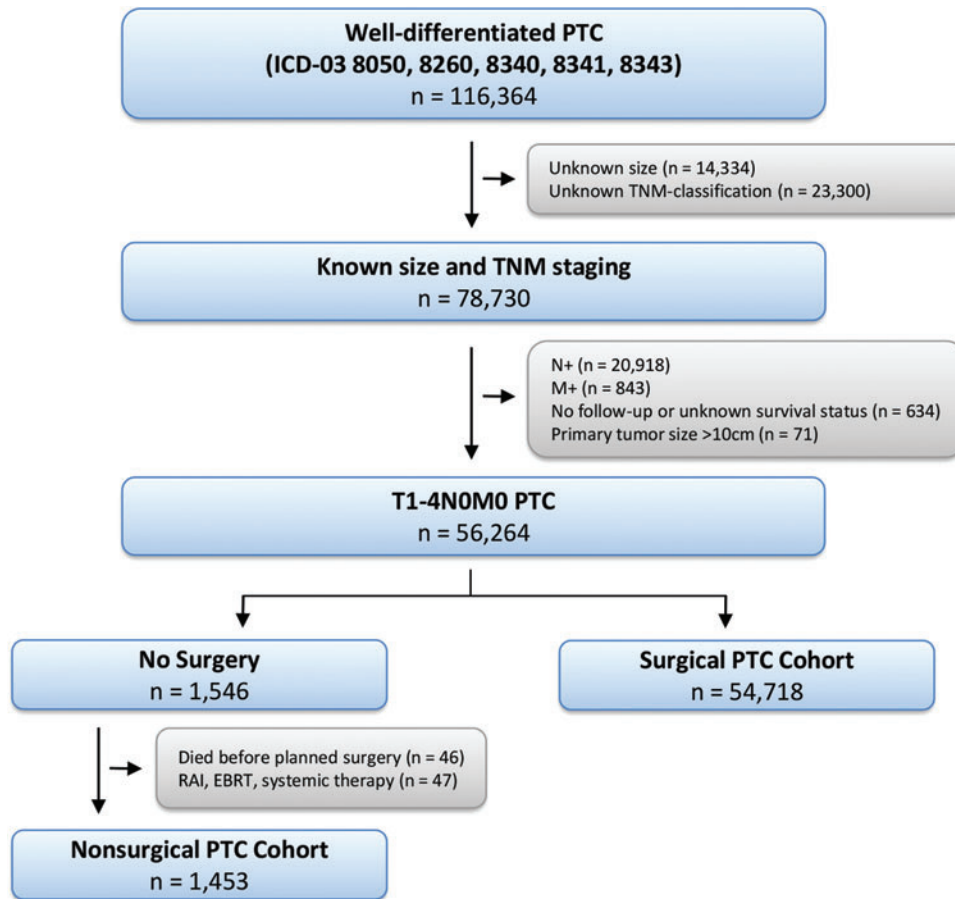 Well-differentiated PTC
(ICD-03 8050, 8260, 8340, 8341, 8343)
n = 116,364
Unknown size (n = 14,334)
Unknown TNM-classification (n = 23,300)
Known size and TNM staging
n = 78,730
N+ (n = 20,918)
M+ (n = 843)
No follow-up or unknown survival status (n = 634)
Primary tumor size >10cm (n = 71)
T1-4N0M0 PTC
n = 56,264
No Surgery
n = 1,546
Surgical PTC Cohort
n = 54,718
Died before planned surgery (n = 46)
RAI, EBRT, systemic therapy (n = 47)
Nonsurgical PTC Cohort
n = 1,453